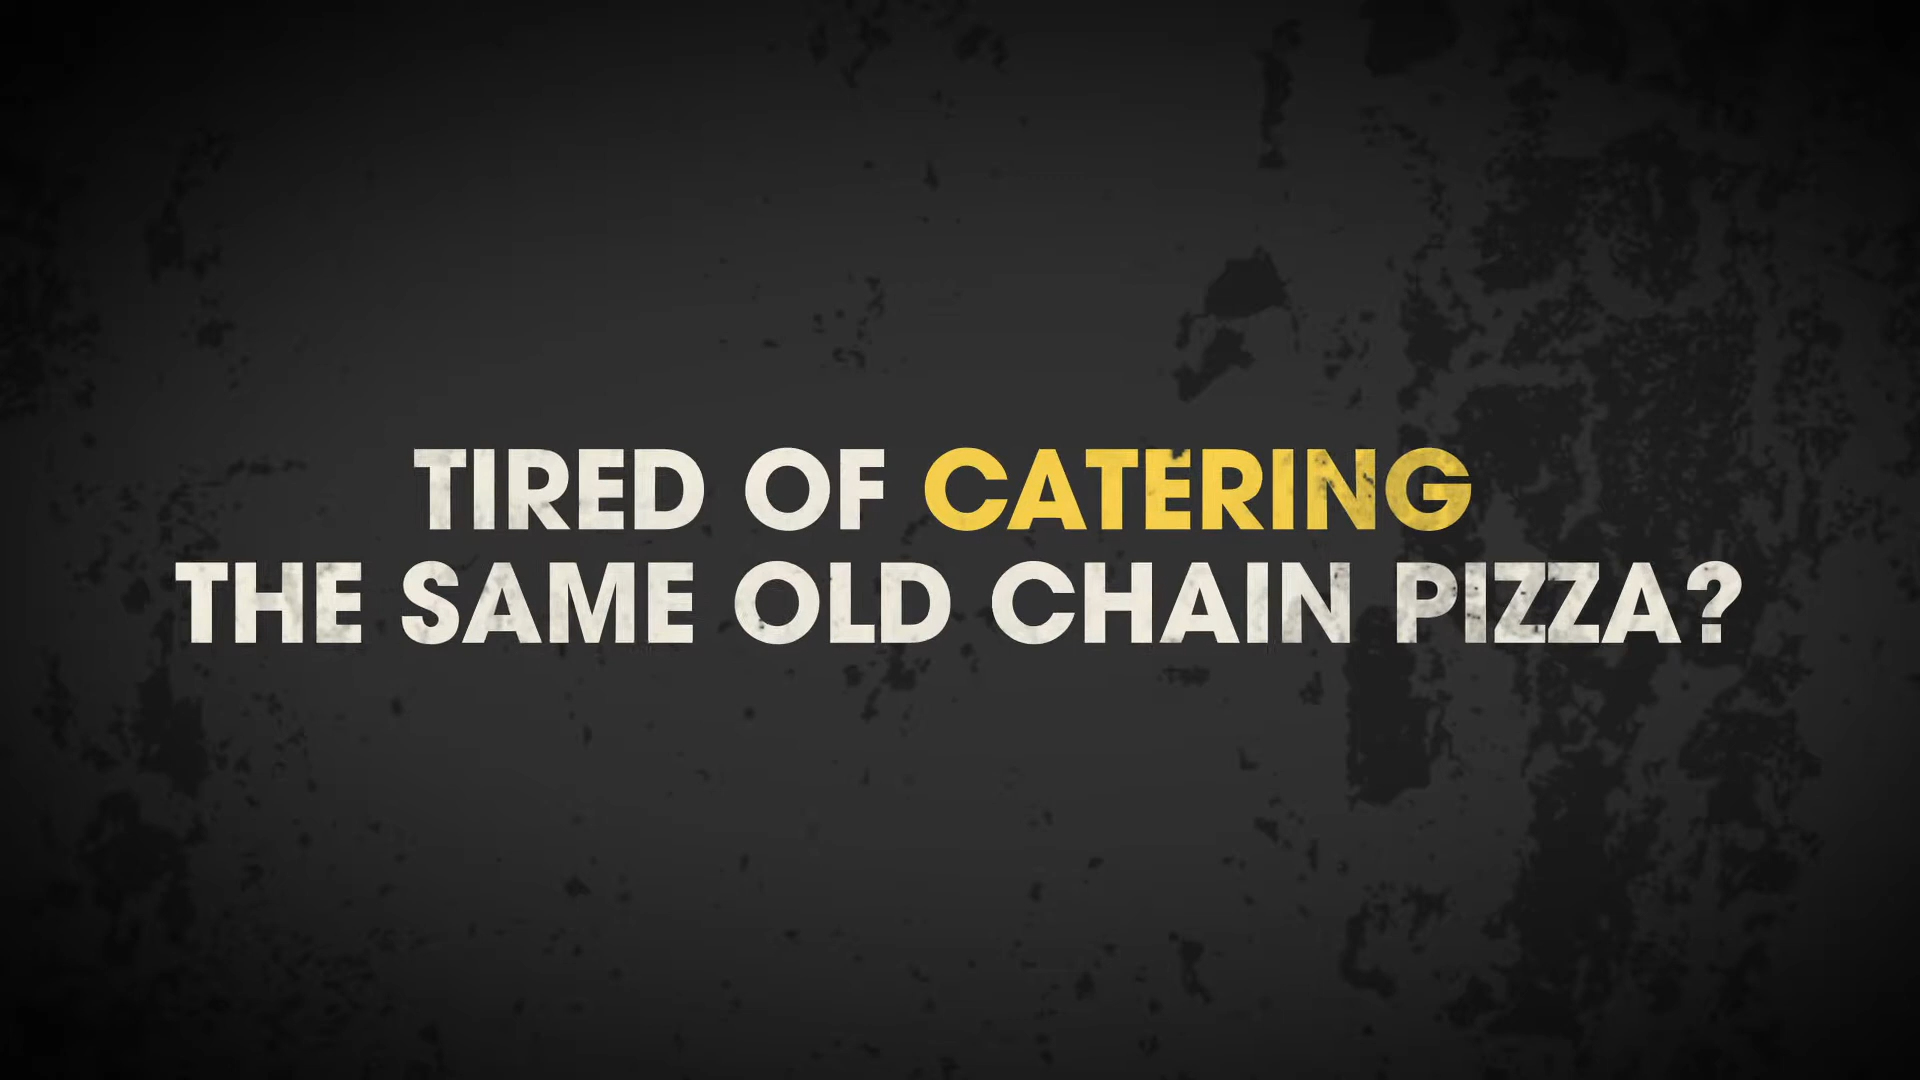 TIRED OF CATERING
THE SAME OLD CHAIN PIZZA?